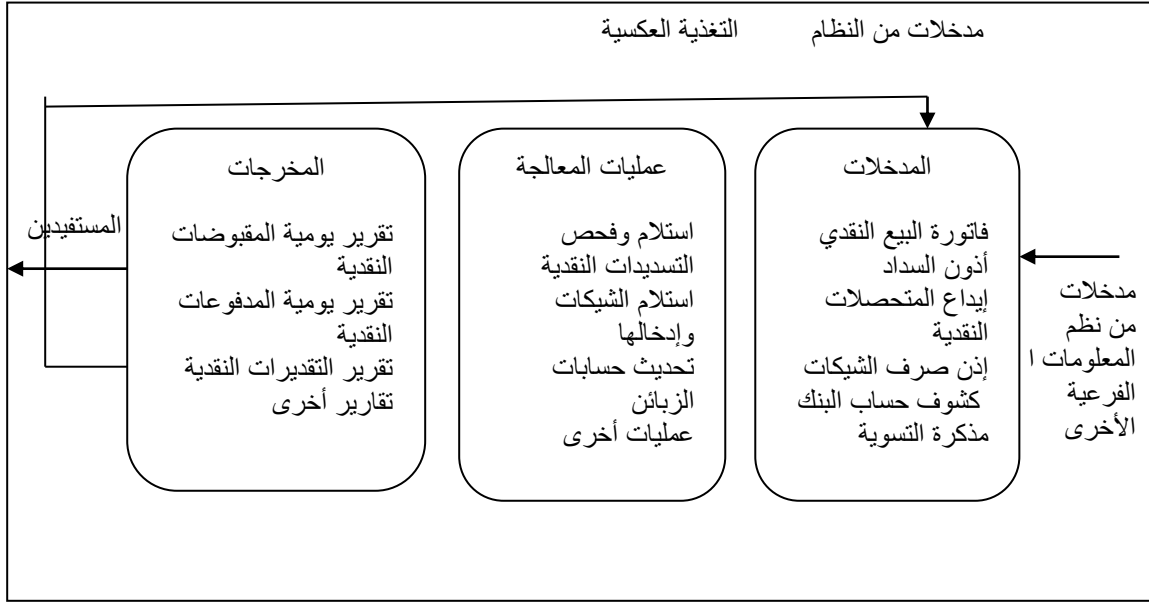 مدخلات من النظام التغذية العكسية
المدخلات
فاتورة البيع النقدي
أذون السداد
إيداع المتحصلات
النقدية
إذن صرف الشيكات
كشوف حساب البنك
مذكرة التسوية
عمليات المعالجة
استلام وفحص
التسديدات النقدية
استلام الشيكات
وإدخالها
تحديث حسابات
الزبائن
عمليات أخرى
المخرجات
تقرير يومية المقبوضات
النقدية
تقرير يومية المدفوعات
النقدية
تقرير التقديرات النقدية
تقارير أخرى
المستفيدين
مدخلات
من نظم
المعلومات ا
الفرعية
الأخرى